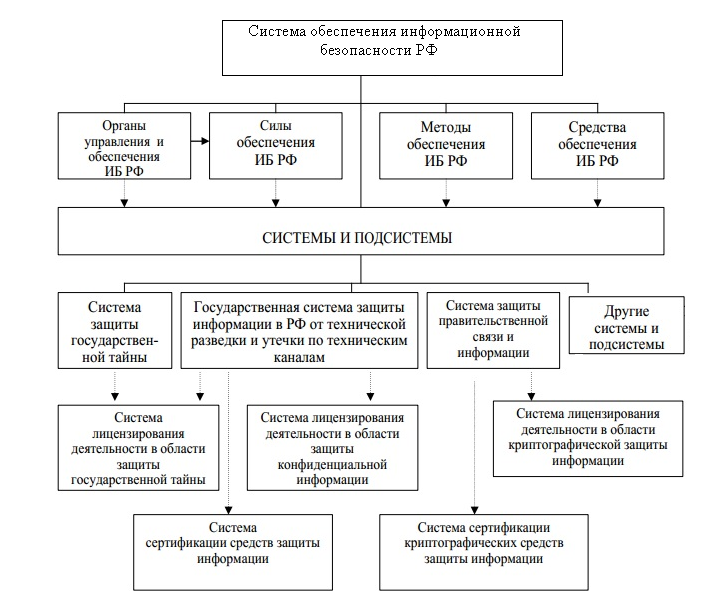 Система обеспечения информационной
безопасности РФ
Органы
управления и
обеспечения
ИБ РФ
Силы
обеспечения
ИБ РФ
Методы
обеспечения
ИБ РФ
Средства
обеспечения
ИБ РФ
СИСТЕМЫ И ПОДСИСТЕМЫ
Система
защиты
государствен-
ной тайны
Государственная система защиты
информации в РФ от технической
разведки и утечки по техническим
каналам
Система защиты
правительственной
связи и
информации
Другие
системы и
подсистемы
Система
лицензирования
деятельности в области
защиты
государственной тайны
Система лицензирования
деятельности в области
защиты
конфиденциальной
информации
Система лицензирования
деятельности в области
криптографической защиты
информации
Система
сертификации средств защиты
информации
Система сертификации
криптографических средств
защиты информации